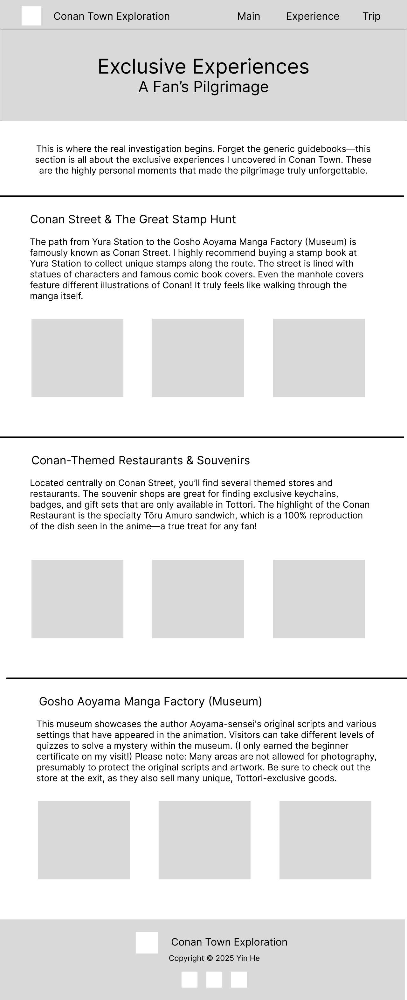 Conan Town Exploration
Main
Experience
Trip
Exclusive Experiences
A Fan’s Pilgrimage
This is where the real investigation begins. Forget the generic guidebooks—this
section is all about the exclusive experiences I uncovered in Conan Town. These
are the highly personal moments that made the pilgrimage truly unforgettable.
Conan Street & The Great Stamp Hunt
The path from Yura Station to the Gosho Aoyama Manga Factory (Museum) is
famously known as Conan Street. I highly recommend buying a stamp book at
Yura Station to collect unique stamps along the route. The street is lined with
statues of characters and famous comic book covers. Even the manhole covers
feature different illustrations of Conan! It truly feels like walking through the
manga itself.
Conan-Themed Restaurants & Souvenirs
Located centrally on Conan Street, you’ll find several themed stores and
restaurants. The souvenir shops are great for finding exclusive keychains,
badges, and gift sets that are only available in Tottori. The highlight of the Conan
Restaurant is the specialty Tōru Amuro sandwich, which is a 100% reproduction
of the dish seen in the anime—a true treat for any fan!
Gosho Aoyama Manga Factory (Museum)
This museum showcases the author Aoyama-sensei's original scripts and various
settings that have appeared in the animation. Visitors can take different levels of
quizzes to solve a mystery within the museum. (I only earned the beginner
certificate on my visit!) Please note: Many areas are not allowed for photography,
presumably to protect the original scripts and artwork. Be sure to check out the
store at the exit, as they also sell many unique, Tottori-exclusive goods.
Conan Town Exploration
Copyright © 2025 Yin He